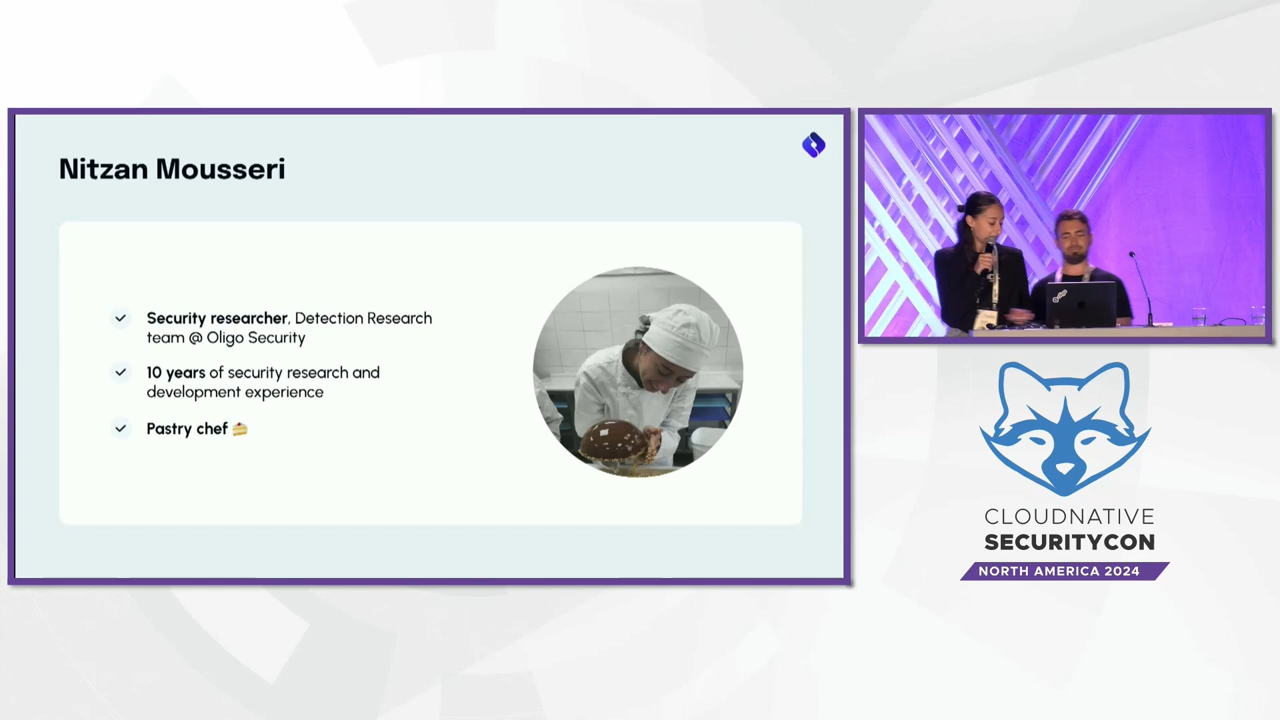 Nitzan Mousseri
Security researcher, Detection Research
team @ Oligo Security
10 years of security research and
development experience
Pastry chef 🍰
CLOUDNATIVE
SECURITYCON
NORTH AMERICA 2024